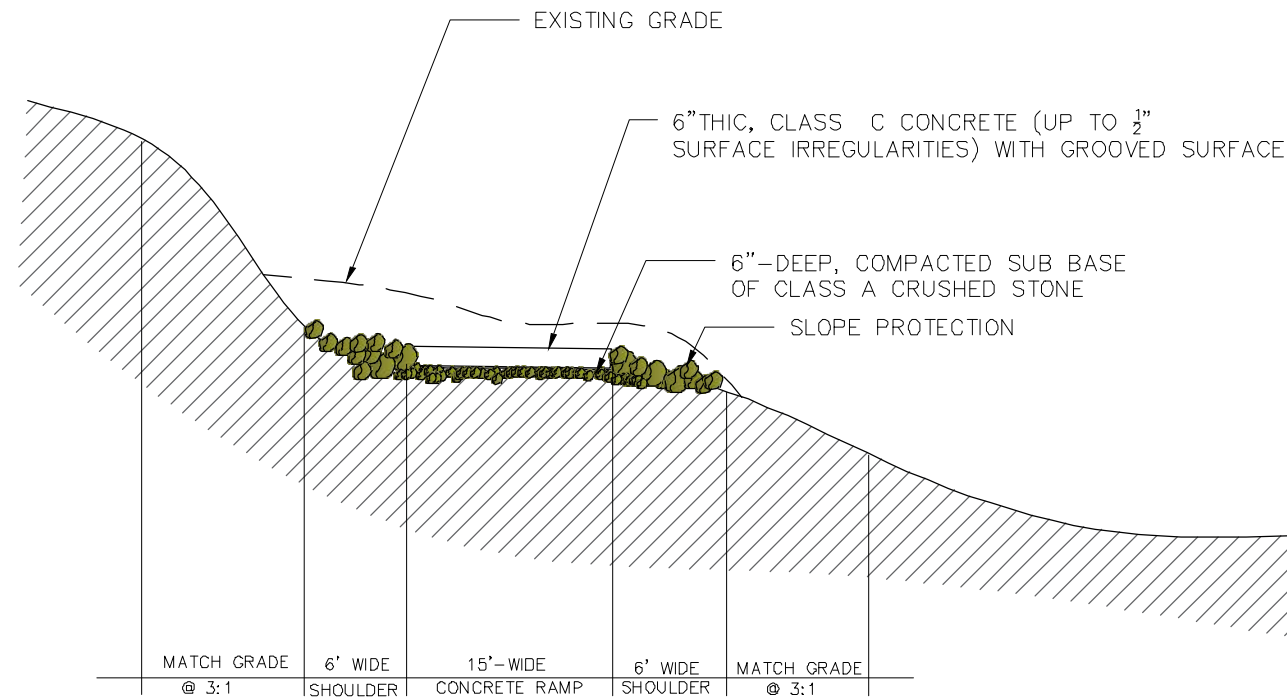 EXISTING GRADE
6"THIC, CLASS C CONCRETE (UP TO 1/2"
SURFACE IRREGULARITIES) WITH GROOVED SURFACE
6"-DEEP, COMPACTED SUB BASE
OF CLASS A CRUSHED STONE
SLOPE PROTECTION
MATCH GRADE
@ 3:1
6' WIDE
SHOULDER
15'-WIDE
CONCRETE RAMP
6' WIDE
SHOULDER
MATCH GRADE
@ 3:1